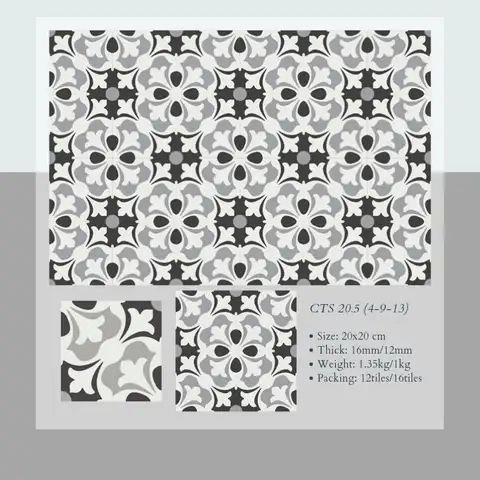 CTS 20.5 (4-9-13)
• Size: 20x20 cm
• Thick: 16mm/12mm
• Weight: 1.35kg/1kg
• Packing: 12tiles/16tiles